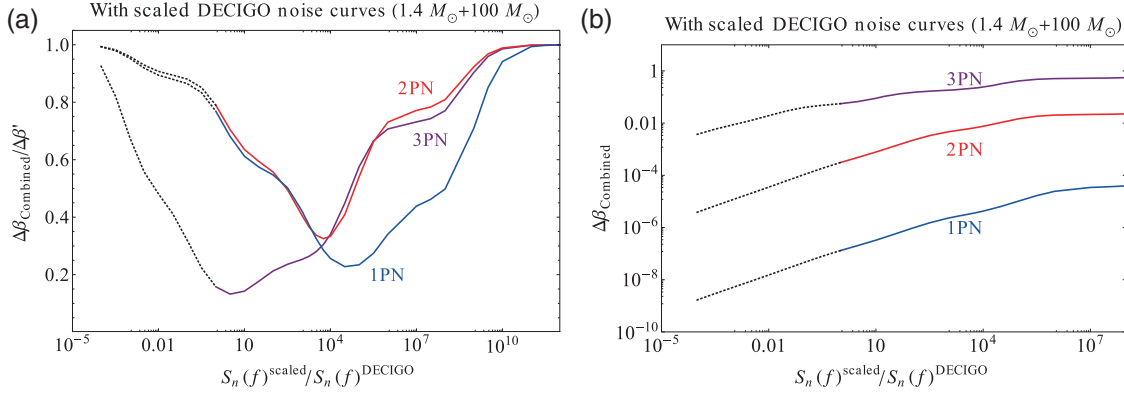 (a)
With scaled DECIGO noise curves (1.4 M⊙+100 M⊙)
1.0
0.8
0.6
0.4
0.2
Δβ_Combined/Δβ'
2PN
3PN
1PN
10^−5
0.01
10
10^4
10^7
10^10
S_n(f)^scaled/S_n(f)^DECIGO
(b)
With scaled DECIGO noise curves (1.4 M⊙+100 M⊙)
1
0.01
10^−4
10^−6
10^−8
10^−10
Δβ_Combined
3PN
2PN
1PN
10^−5
0.01
10
10^4
10^7
S_n(f)^scaled/S_n(f)^DECIGO